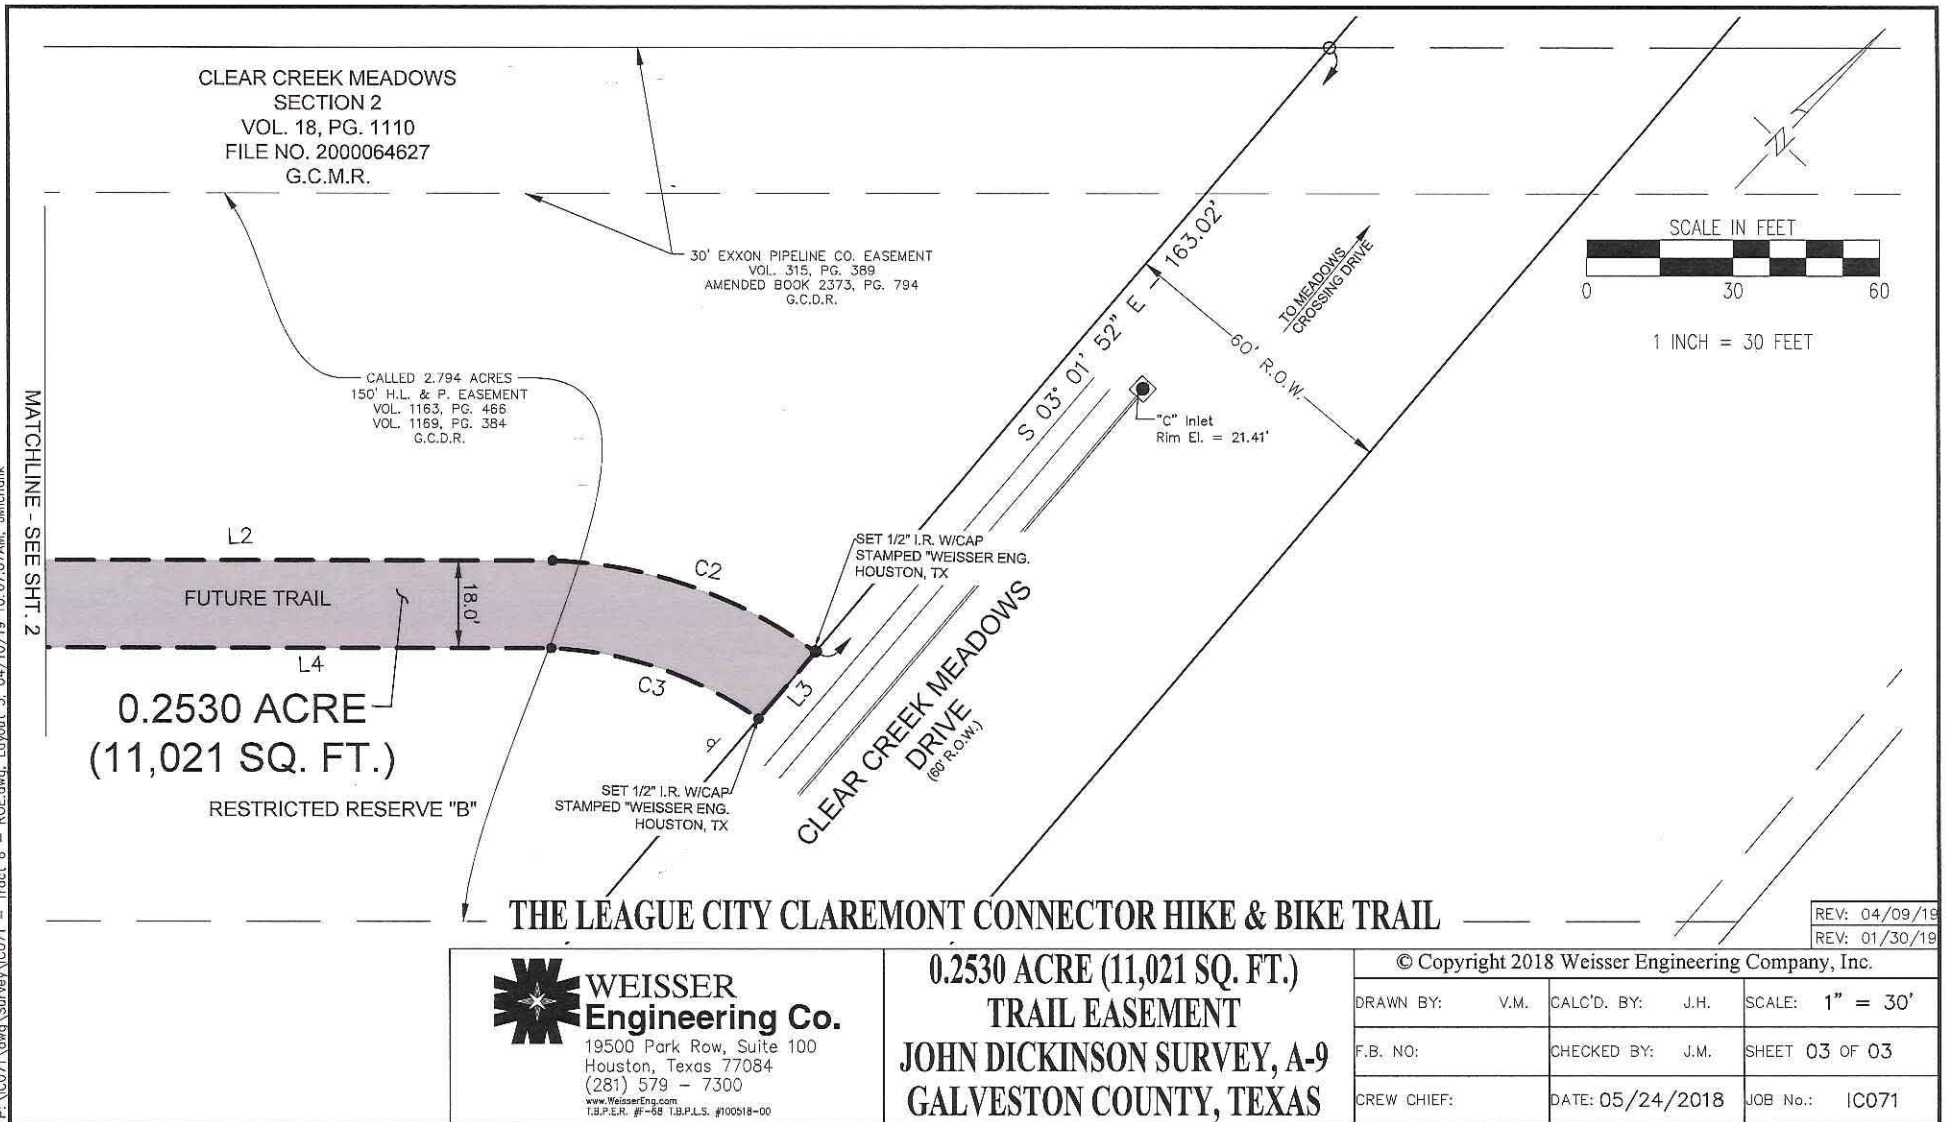 CLEAR CREEK MEADOWS
SECTION 2
VOL. 18, PG. 1110
FILE NO. 2000064627
G.C.M.R.
30' EXXON PIPELINE CO. EASEMENT
VOL. 315, PG. 389
AMENDED BOOK 2373, PG. 794
G.C.D.R.
S 03° 01' 52" E - 163.02'
TO MEADOWS
CROSSING DRIVE
60' R.O.W.
N
SCALE IN FEET
0 30 60
1 INCH = 30 FEET
CALLED 2.794 ACRES
150' H.L. & P. EASEMENT
VOL. 1163, PG. 466
VOL. 1169, PG. 384
G.C.D.R.
"C" Inlet
Rim El. = 21.41'
MATCHLINE - SEE SHT. 2
L2
C2
FUTURE TRAIL
18.0'
L4
C3
L3
SET 1/2" I.R. W/CAP
STAMPED "WEISSER ENG.
HOUSTON, TX
0.2530 ACRE
(11,021 SQ. FT.)
RESTRICTED RESERVE "B"
SET 1/2" I.R. W/CAP
STAMPED "WEISSER ENG.
HOUSTON, TX
CLEAR CREEK MEADOWS
DRIVE
(60' R.O.W.)
THE LEAGUE CITY CLAREMONT CONNECTOR HIKE & BIKE TRAIL
REV: 04/09/19
REV: 01/30/19
WEISSER
Engineering Co.
19500 Park Row, Suite 100
Houston, Texas 77084
(281) 579 - 7300
www.WeisserEng.com
T.B.P.E.R. #F-68 T.B.P.L.S. #100518-00
0.2530 ACRE (11,021 SQ. FT.)
TRAIL EASEMENT
JOHN DICKINSON SURVEY, A-9
GALVESTON COUNTY, TEXAS
© Copyright 2018 Weisser Engineering Company, Inc.
DRAWN BY: V.M. CALC'D. BY: J.H. SCALE: 1" = 30'
F.B. NO: CHECKED BY: J.M. SHEET 03 OF 03
CREW CHIEF: DATE: 05/24/2018 JOB No.: IC071